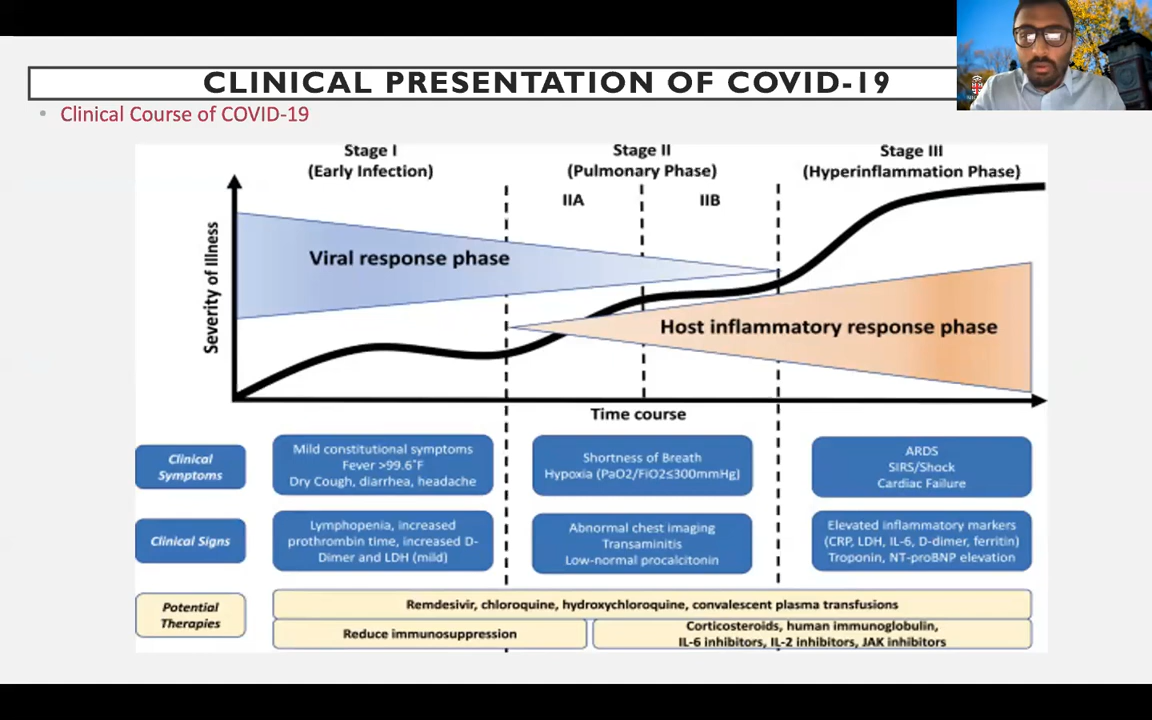 CLINICAL PRESENTATION OF COVID-19
• Clinical Course of COVID-19
Stage I
(Early Infection)
Stage II
(Pulmonary Phase)
Stage III
(Hyperinflammation Phase)
IIA
IIB
Severity of Illness
Viral response phase
Host inflammatory response phase
Time course
Clinical
Symptoms
Mild constitutional symptoms
Fever >99.6°F
Dry Cough, diarrhea, headache
Shortness of Breath
Hypoxia (PaO2/FiO2≤300mmHg)
ARDS
SIRS/Shock
Cardiac Failure
Clinical Signs
Lymphopenia, increased
prothrombin time, increased D-
Dimer and LDH (mild)
Abnormal chest imaging
Transaminitis
Low-normal procalcitonin
Elevated inflammatory markers
(CRP, LDH, IL-6, D-dimer, ferritin)
Troponin, NT-proBNP elevation
Potential
Therapies
Remdesivir, chloroquine, hydroxychloroquine, convalescent plasma transfusions
Reduce immunosuppression
Corticosteroids, human immunoglobulin,
IL-6 inhibitors, IL-2 inhibitors, JAK inhibitors